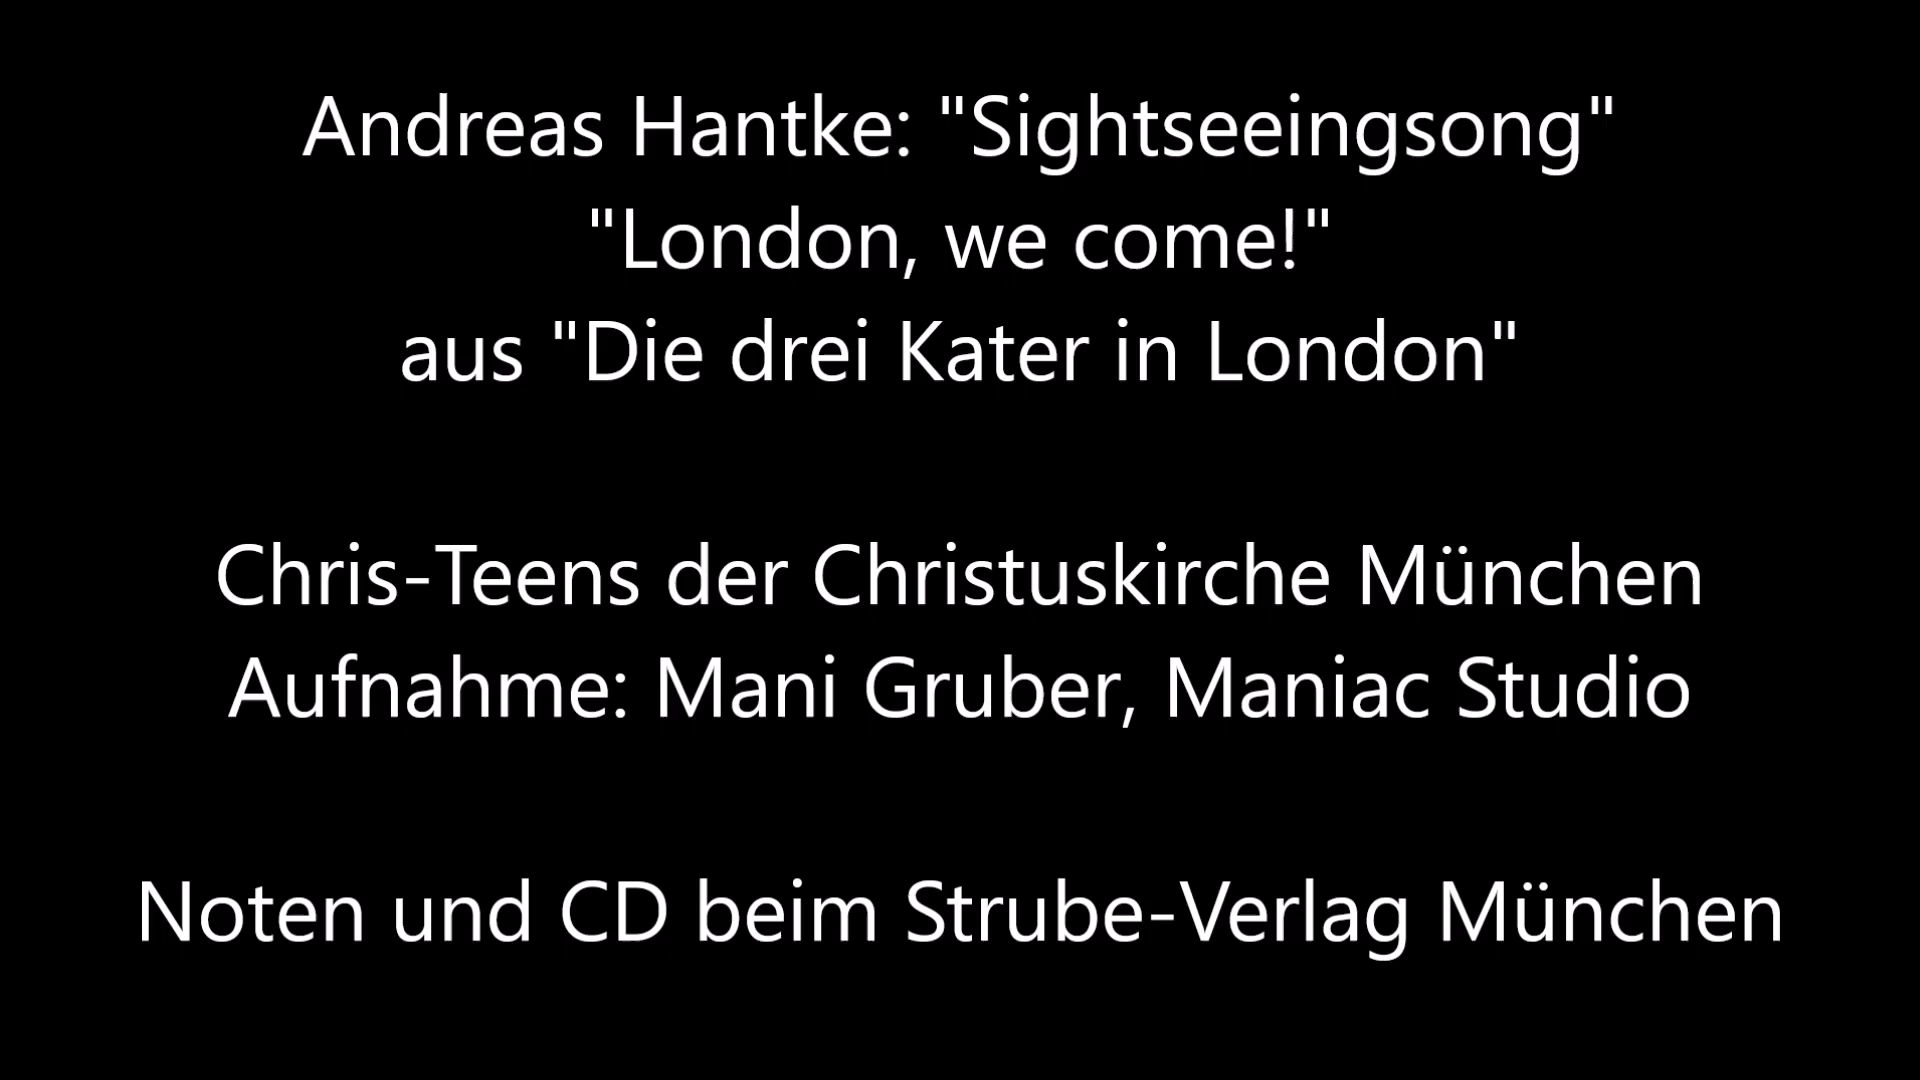 Andreas Hantke: "Sightseeingsong"
"London, we come!"
aus "Die drei Kater in London"
Chris-Teens der Christuskirche München
Aufnahme: Mani Gruber, Maniac Studio
Noten und CD beim Strube-Verlag München